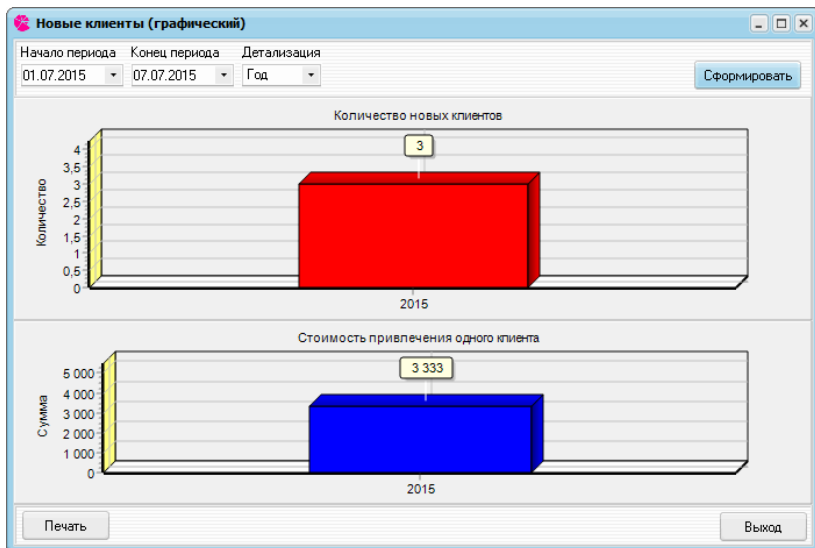 Новые клиенты (графический)
Начало периода Конец периода Детализация
01.07.2015 07.07.2015 Год
Сформировать
Количество новых клиентов
3
4
3,5
3
2,5
2
1,5
1
0,5
0
Количество
2015
Стоимость привлечения одного клиента
3 333
5 000
4 000
3 000
2 000
1 000
0
Сумма
2015
Печать Выход